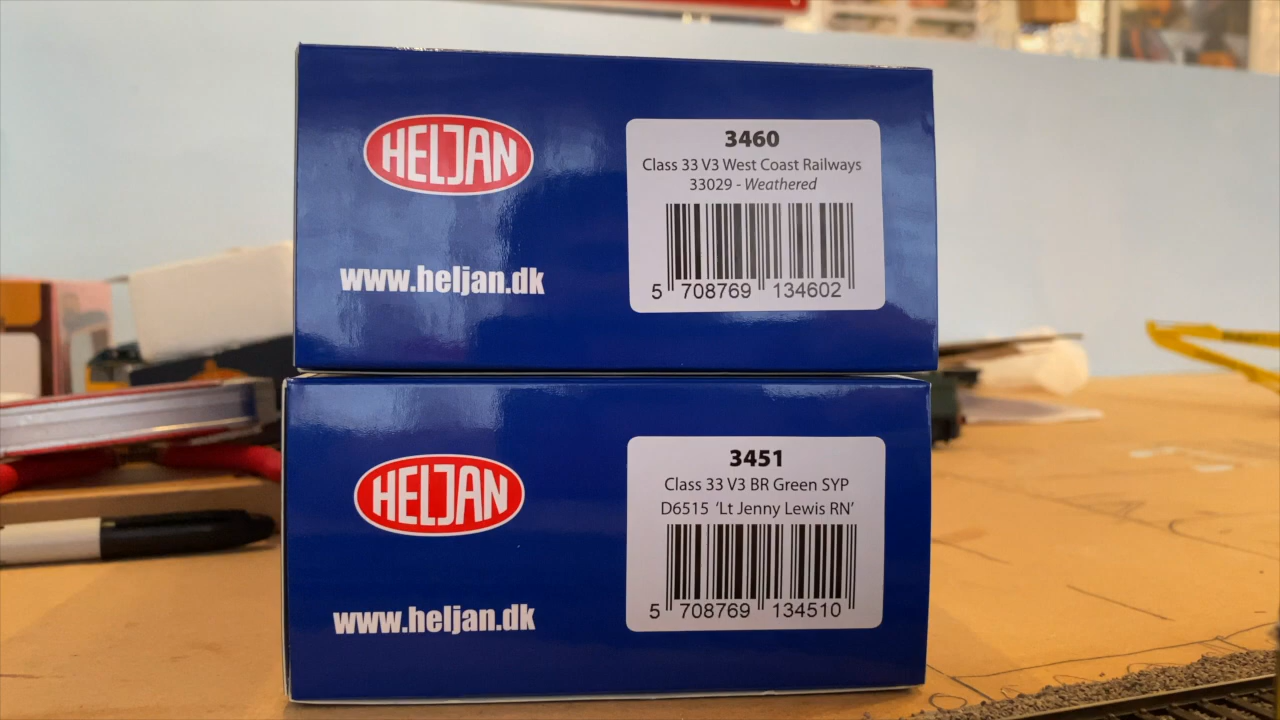 HELJAN
www.heljan.dk
3460
Class 33 V3 West Coast Railways
33029 - Weathered
5 708769 134602
HELJAN
www.heljan.dk
3451
Class 33 V3 BR Green SYP
D6515 ‘Lt Jenny Lewis RN’
5 708769 134510